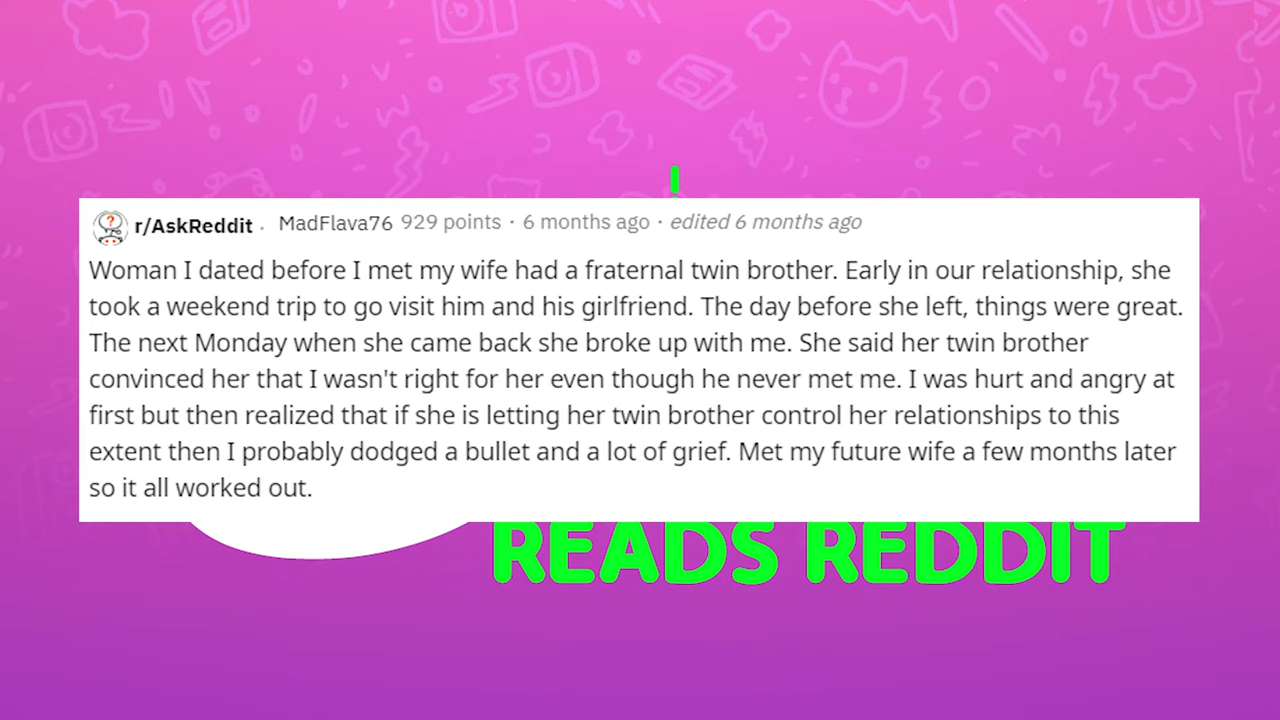 r/AskReddit · MadFlava76 929 points · 6 months ago · edited 6 months ago
Woman I dated before I met my wife had a fraternal twin brother. Early in our relationship, she
took a weekend trip to go visit him and his girlfriend. The day before she left, things were great.
The next Monday when she came back she broke up with me. She said her twin brother
convinced her that I wasn't right for her even though he never met me. I was hurt and angry at
first but then realized that if she is letting her twin brother control her relationships to this
extent then I probably dodged a bullet and a lot of grief. Met my future wife a few months later
so it all worked out.
READS REDDIT